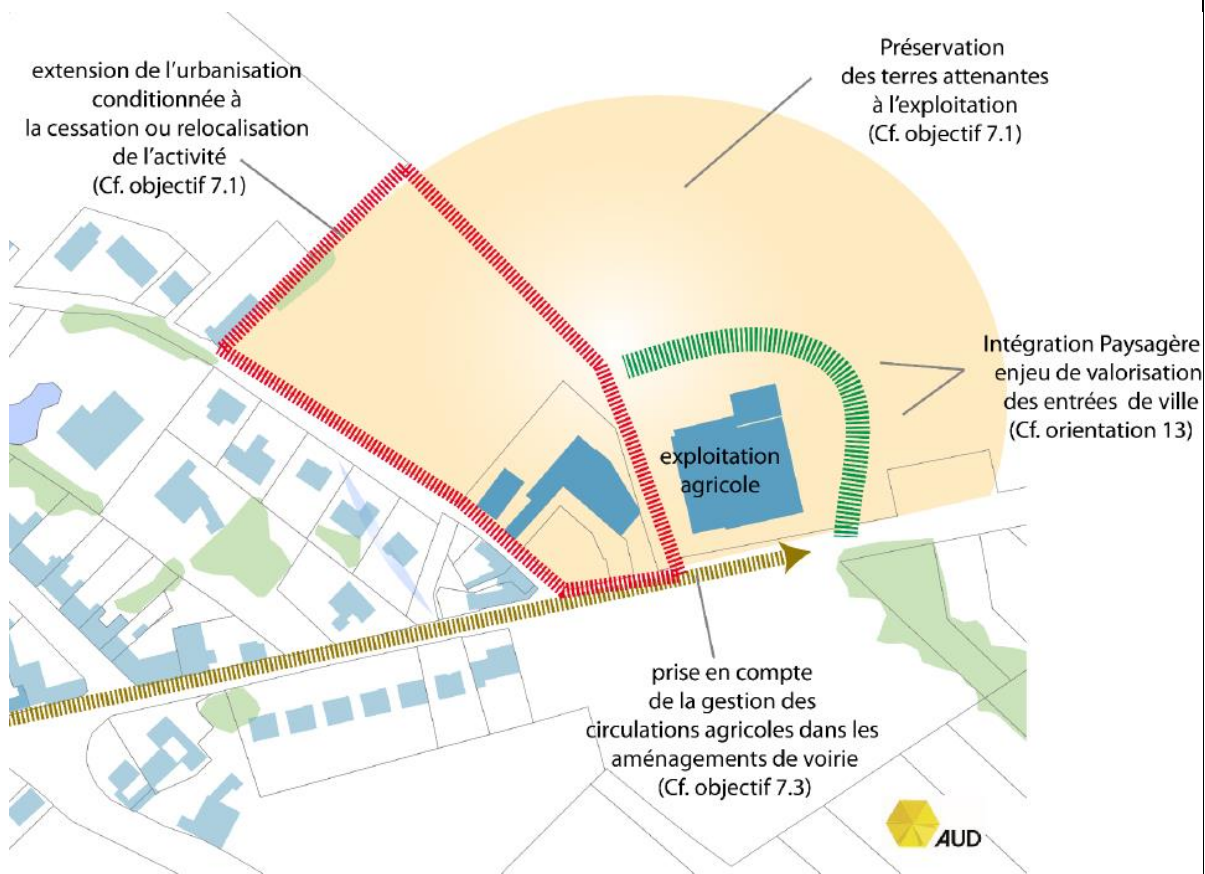 extension de l'urbanisation
conditionnée à
la cessation ou relocalisation
de l'activité
(Cf. objectif 7.1)
Préservation
des terres attenantes
à l'exploitation
(Cf. objectif 7.1)
Intégration Paysagère
enjeu de valorisation
des entrées de ville
(Cf. orientation 13)
exploitation
agricole
prise en compte
de la gestion des
circulations agricoles dans les
aménagements de voirie
(Cf. objectif 7.3)
AUD